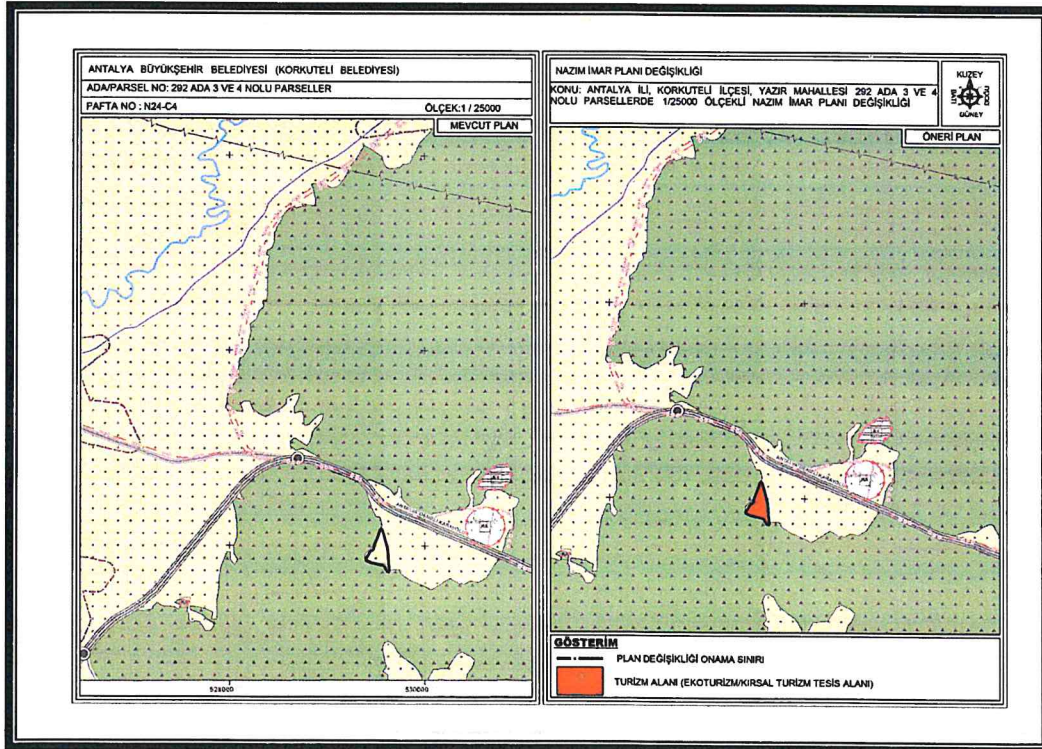 ANTALYA BÜYÜKŞEHİR BELEDİYESİ (KORKUTELİ BELEDİYESİ)
ADA/PARSEL NO: 292 ADA 3 VE 4 NOLU PARSELLER
PAFTA NO : N24-C4
ÖLÇEK:1 / 25000
MEVCUT PLAN
528000
530000
NAZIM İMAR PLANI DEĞİŞİKLİĞİ
KONU: ANTALYA İLİ, KORKUTELİ İLÇESİ, YAZIR MAHALLESİ 292 ADA 3 VE 4
NOLU PARSELLERDE 1/25000 ÖLÇEKLİ NAZIM İMAR PLANI DEĞİŞİKLİĞİ
KUZEY
BATI
DOĞU
GÜNEY
ÖNERİ PLAN
GÖSTERİM
PLAN DEĞİŞİKLİĞİ ONAMA SINIRI
TURİZM ALANI (EKOTURİZM/KIRSAL TURİZM TESİS ALANI)